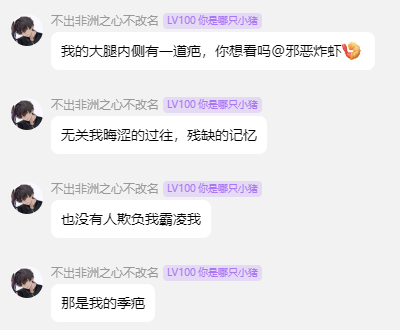 不出非洲之心不改名 LV100 你是哪只小猪
我的大腿内侧有一道疤，你想看吗@邪恶炸虾🍤
不出非洲之心不改名 LV100 你是哪只小猪
无关我晦涩的过往，残缺的记忆
不出非洲之心不改名 LV100 你是哪只小猪
也没有人欺负我霸凌我
不出非洲之心不改名 LV100 你是哪只小猪
那是我的季疤